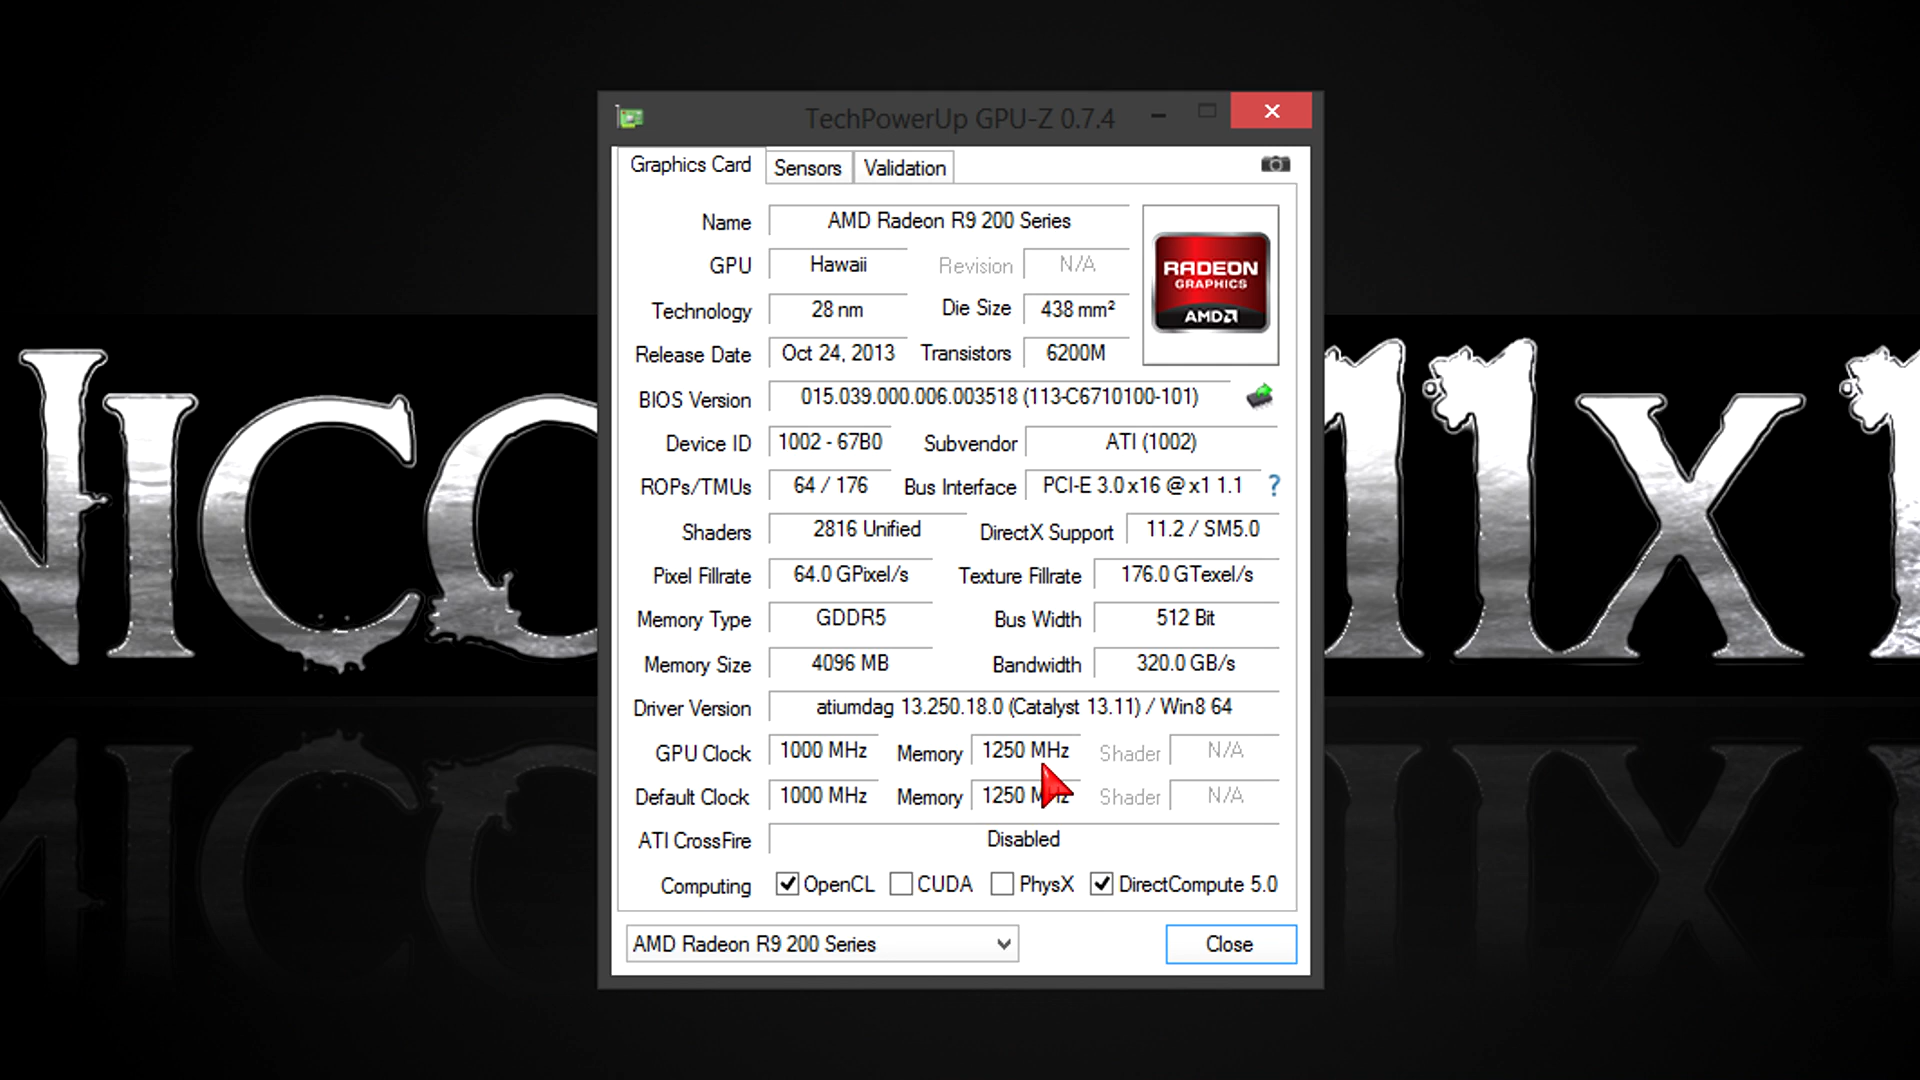 TechPowerUp GPU-Z 0.7.4
Graphics Card Sensors Validation
Name AMD Radeon R9 200 Series
GPU Hawaii Revision N/A
RADEON
GRAPHICS
AMD
Technology 28 nm Die Size 438 mm²
Release Date Oct 24, 2013 Transistors 6200M
BIOS Version 015.039.000.006.003518 (113-C6710100-101)
Device ID 1002 - 67B0 Subvendor ATI (1002)
ROPs/TMUs 64 / 176 Bus Interface PCI-E 3.0 x16 @ x1 1.1 ?
Shaders 2816 Unified DirectX Support 11.2 / SM5.0
Pixel Fillrate 64.0 GPixel/s Texture Fillrate 176.0 GTexel/s
Memory Type GDDR5 Bus Width 512 Bit
Memory Size 4096 MB Bandwidth 320.0 GB/s
Driver Version atiumdag 13.250.18.0 (Catalyst 13.11) / Win8 64
GPU Clock 1000 MHz Memory 1250 MHz Shader N/A
Default Clock 1000 MHz Memory 1250 MHz Shader N/A
ATI CrossFire Disabled
Computing OpenCL CUDA PhysX DirectCompute 5.0
AMD Radeon R9 200 Series Close